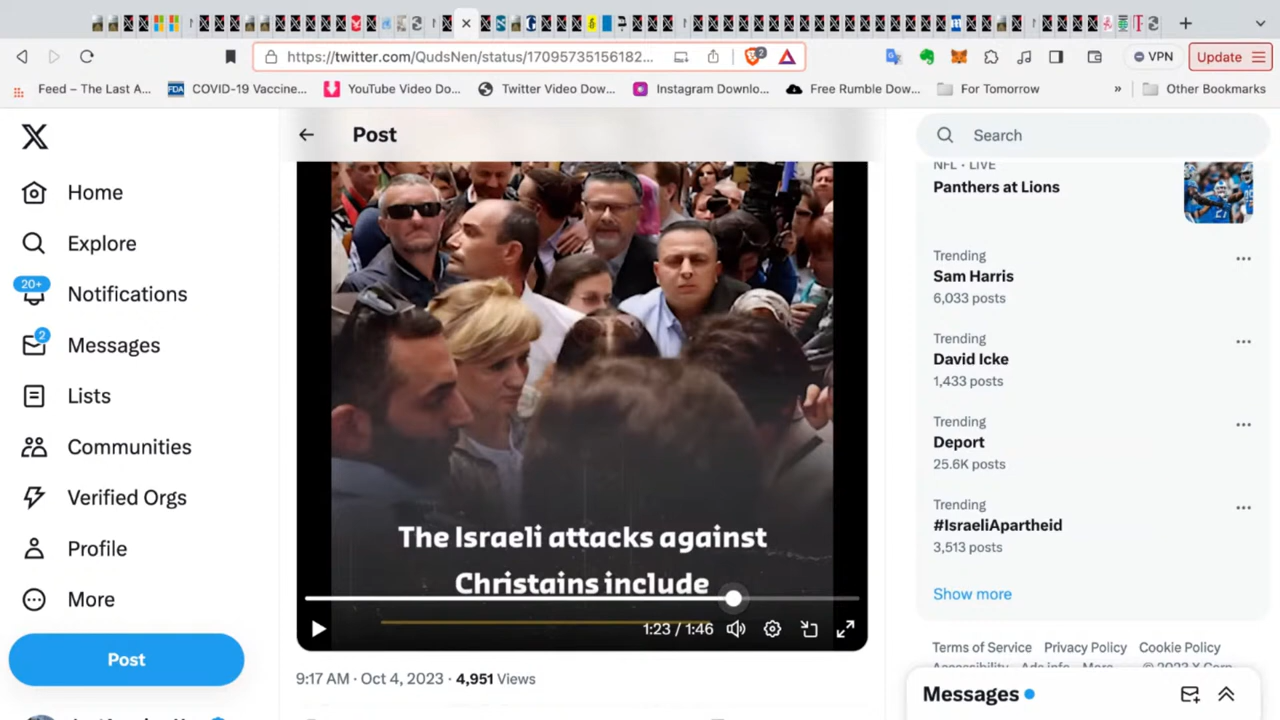 https://twitter.com/QudsNen/status/17095735156182...
2
VPN
Update
Feed – The Last A...
COVID-19 Vaccine...
YouTube Video Do...
Twitter Video Dow...
Instagram Downlo...
Free Rumble Dow...
For Tomorrow
»
Other Bookmarks
Post
Search
Home
Explore
20+
Notifications
2
Messages
Lists
Communities
Verified Orgs
Profile
More
Post
The Israeli attacks against
Christains include
1:23 / 1:46
9:17 AM · Oct 4, 2023 · 4,951 Views
NFL · LIVE
Panthers at Lions
Trending
Sam Harris
6,033 posts
Trending
David Icke
1,433 posts
Trending
Deport
25.6K posts
Trending
#IsraeliApartheid
3,513 posts
Show more
Terms of Service Privacy Policy Cookie Policy
Messages